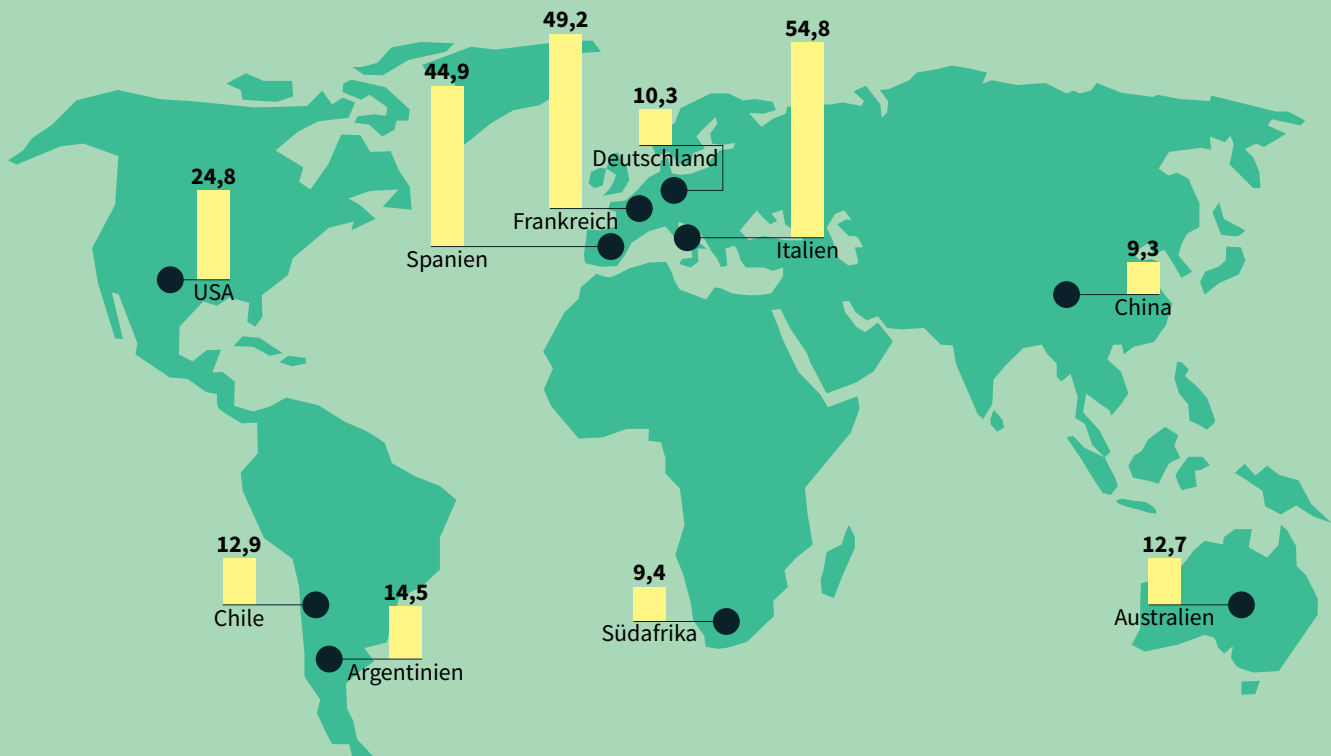 49,2
54,8
44,9
10,3
Deutschland
24,8
Frankreich
Spanien
Italien
9,3
USA
China
12,9
12,7
9,4
14,5
Chile
Australien
Südafrika
Argentinien